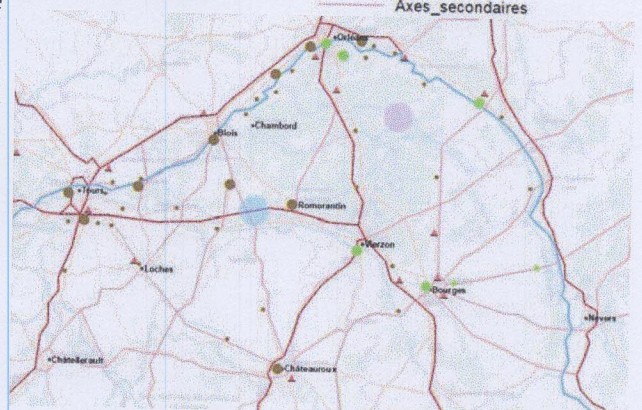 Axes_secondaires
Orléans
Blois
Chambord
Tours
Romorantin
Vierzon
Loches
Bourges
Nevers
Châtellerault
Châteauroux